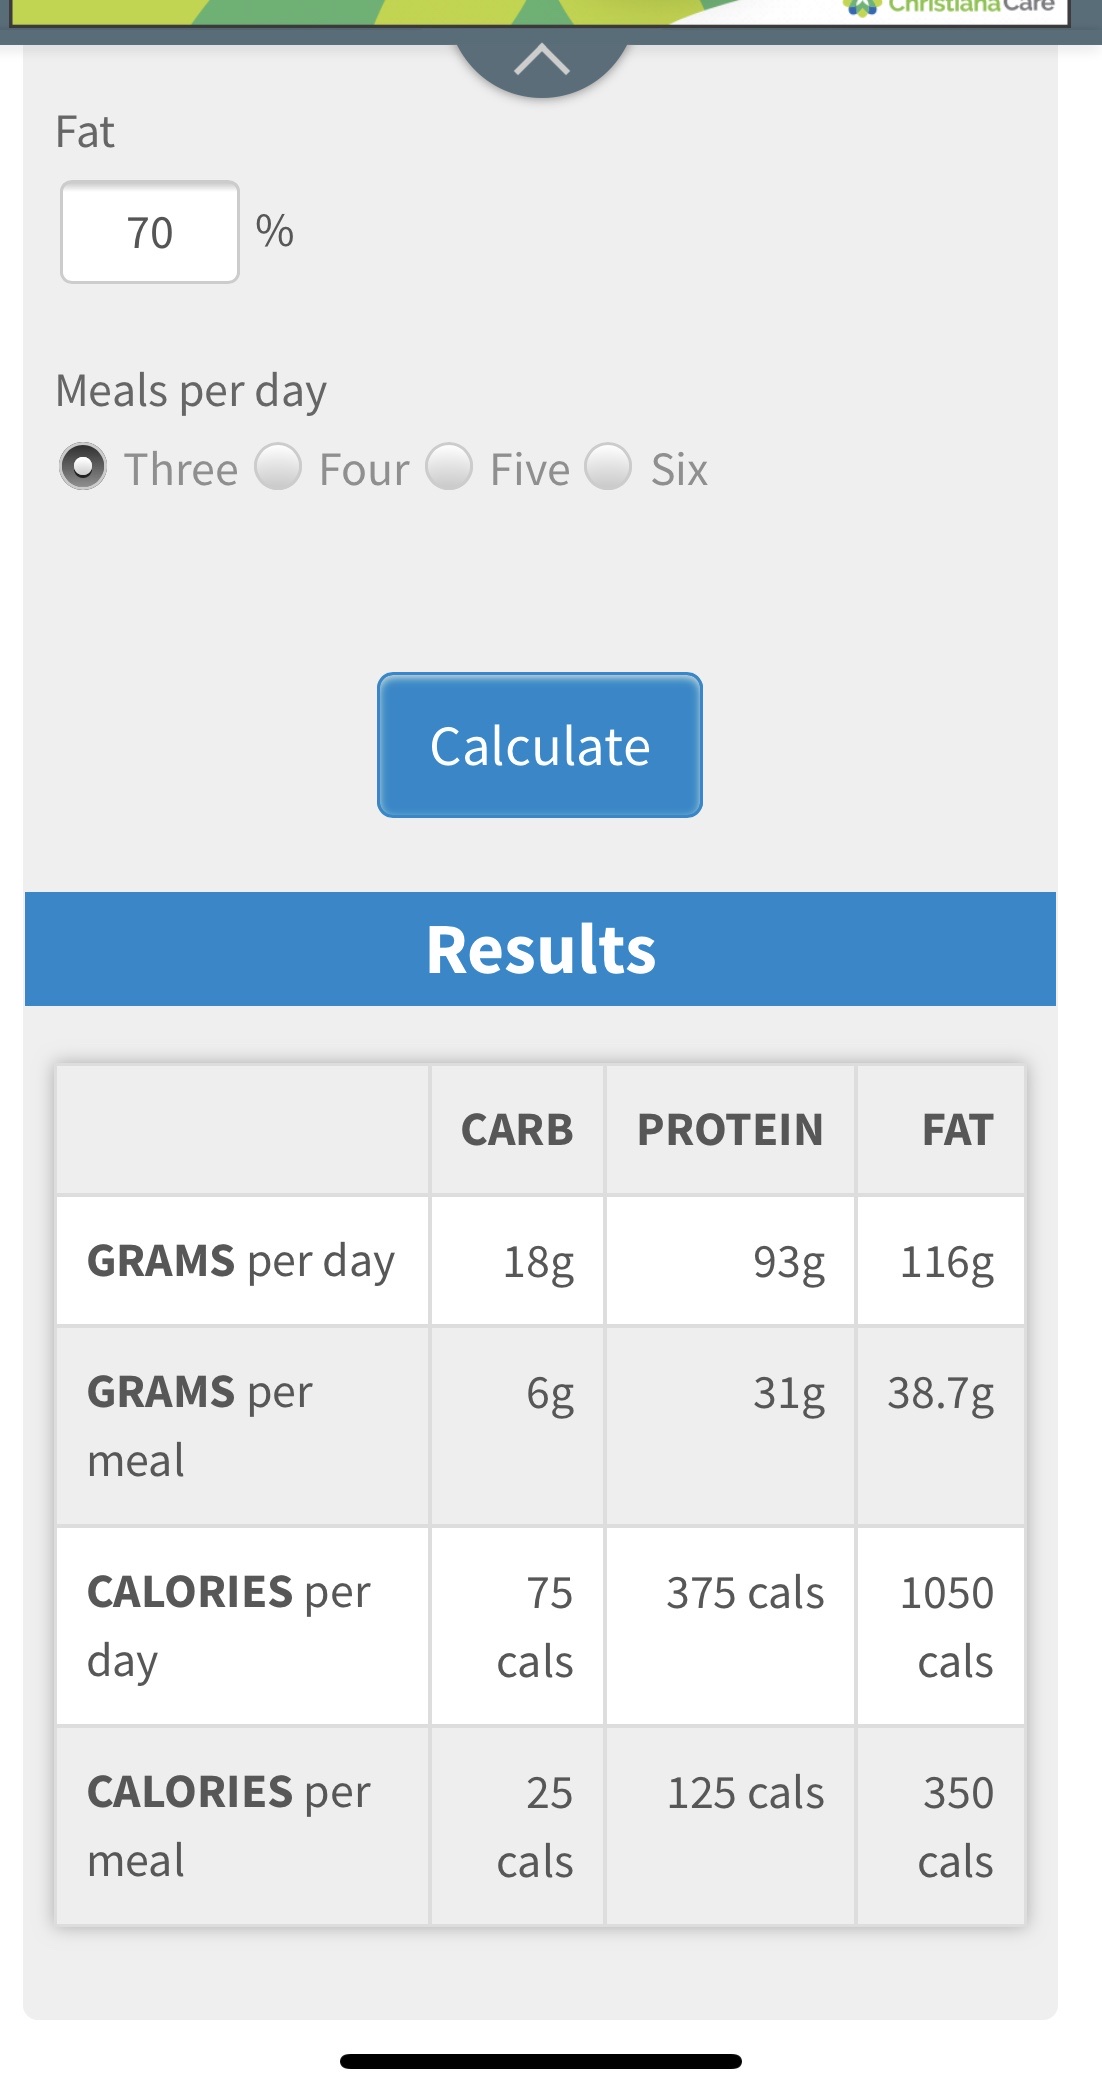 ChristianaCare
Fat
70 %
Meals per day
Three Four Five Six
Calculate
Results
CARB PROTEIN FAT
GRAMS per day 18g 93g 116g
GRAMS per 6g 31g 38.7g
meal
CALORIES per 75 375 cals 1050
day cals cals
CALORIES per 25 125 cals 350
meal cals cals